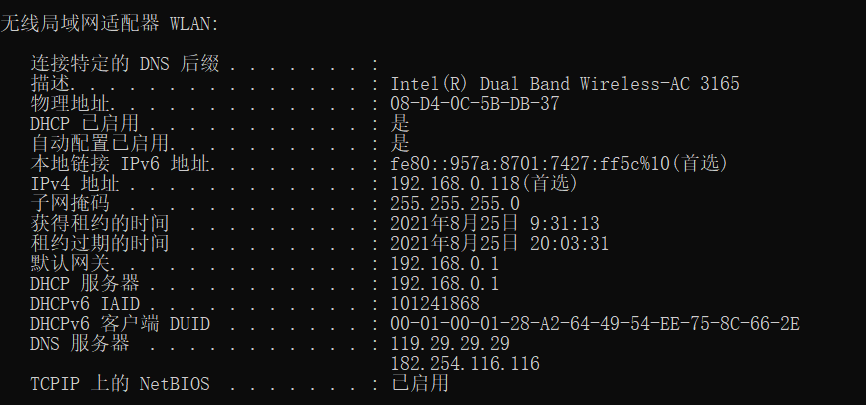 无线局域网适配器 WLAN:
连接特定的 DNS 后缀 . . . . . . . :
描述. . . . . . . . . . . . . . . : Intel(R) Dual Band Wireless-AC 3165
物理地址. . . . . . . . . . . . . : 08-D4-0C-5B-DB-37
DHCP 已启用 . . . . . . . . . . . : 是
自动配置已启用. . . . . . . . . . : 是
本地链接 IPv6 地址. . . . . . . . : fe80::957a:8701:7427:ff5c%10(首选)
IPv4 地址 . . . . . . . . . . . . : 192.168.0.118(首选)
子网掩码  . . . . . . . . . . . . : 255.255.255.0
获得租约的时间  . . . . . . . . . : 2021年8月25日 9:31:13
租约过期的时间  . . . . . . . . . : 2021年8月25日 20:03:31
默认网关. . . . . . . . . . . . . : 192.168.0.1
DHCP 服务器 . . . . . . . . . . . : 192.168.0.1
DHCPv6 IAID . . . . . . . . . . . : 101241868
DHCPv6 客户端 DUID  . . . . . . . : 00-01-00-01-28-A2-64-49-54-EE-75-8C-66-2E
DNS 服务器  . . . . . . . . . . . : 119.29.29.29
182.254.116.116
TCPIP 上的 NetBIOS  . . . . . . . : 已启用